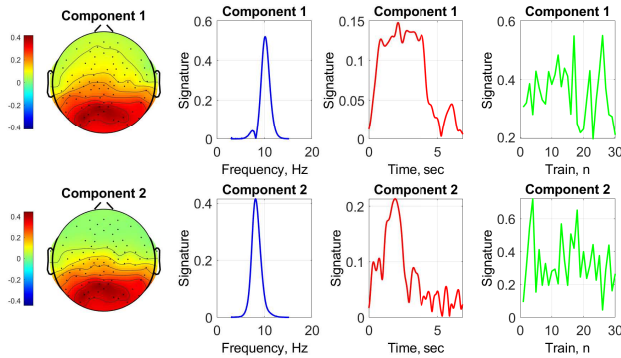 Component 1
0.4
0.2
0
-0.2
-0.4
Component 1
Signature
0.6
0.4
0.2
0
0 10 20
Frequency, Hz
Component 1
Signature
0.15
0.1
0.05
0
0 5
Time, sec
Component 1
Signature
0.6
0.4
0.2
0 10 20 30
Train, n
Component 2
0.4
0.2
0
-0.2
-0.4
Component 2
Signature
0.4
0.2
0
0 10 20
Frequency, Hz
Component 2
Signature
0.2
0.1
0
0 5
Time, sec
Component 2
Signature
0.6
0.4
0.2
0
0 10 20 30
Train, n